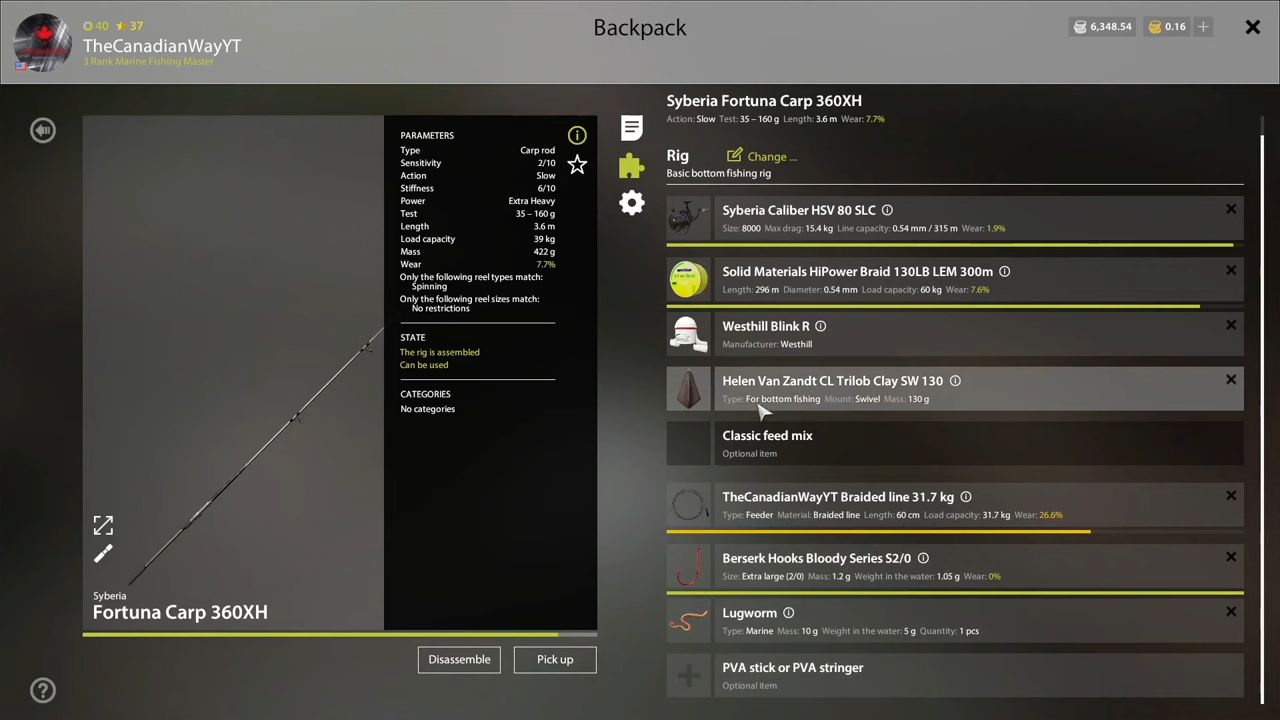 40 37
TheCanadianWayYT
3 Rank Marine Fishing Master
Backpack
6,348.54
0.16
PARAMETERS
Type Carp rod
Sensitivity 2/10
Action Slow
Stiffness 6/10
Power Extra Heavy
Test 35 – 160 g
Length 3.6 m
Load capacity 39 kg
Mass 422 g
Wear 7.7%
Only the following reel types match:
Spinning
Only the following reel sizes match:
No restrictions
STATE
The rig is assembled
Can be used
CATEGORIES
No categories
Syberia
Fortuna Carp 360XH
Disassemble
Pick up
Syberia Fortuna Carp 360XH
Action: Slow Test: 35 – 160 g Length: 3.6 m Wear: 7.7%
Rig Change ...
Basic bottom fishing rig
Syberia Caliber HSV 80 SLC
Size: 8000 Max drag: 15.4 kg Line capacity: 0.54 mm / 315 m Wear: 1.9%
Solid Materials HiPower Braid 130LB LEM 300m
Length: 296 m Diameter: 0.54 mm Load capacity: 60 kg Wear: 7.6%
Westhill Blink R
Manufacturer: Westhill
Helen Van Zandt CL Trilob Clay SW 130
Type: For bottom fishing Mount: Swivel Mass: 130 g
Classic feed mix
Optional item
TheCanadianWayYT Braided line 31.7 kg
Type: Feeder Material: Braided line Length: 60 cm Load capacity: 31.7 kg Wear: 26.6%
Berserk Hooks Bloody Series S2/0
Size: Extra large (2/0) Mass: 1.2 g Weight in the water: 1.05 g Wear: 0%
Lugworm
Type: Marine Mass: 10 g Weight in the water: 5 g Quantity: 1 pcs
PVA stick or PVA stringer
Optional item